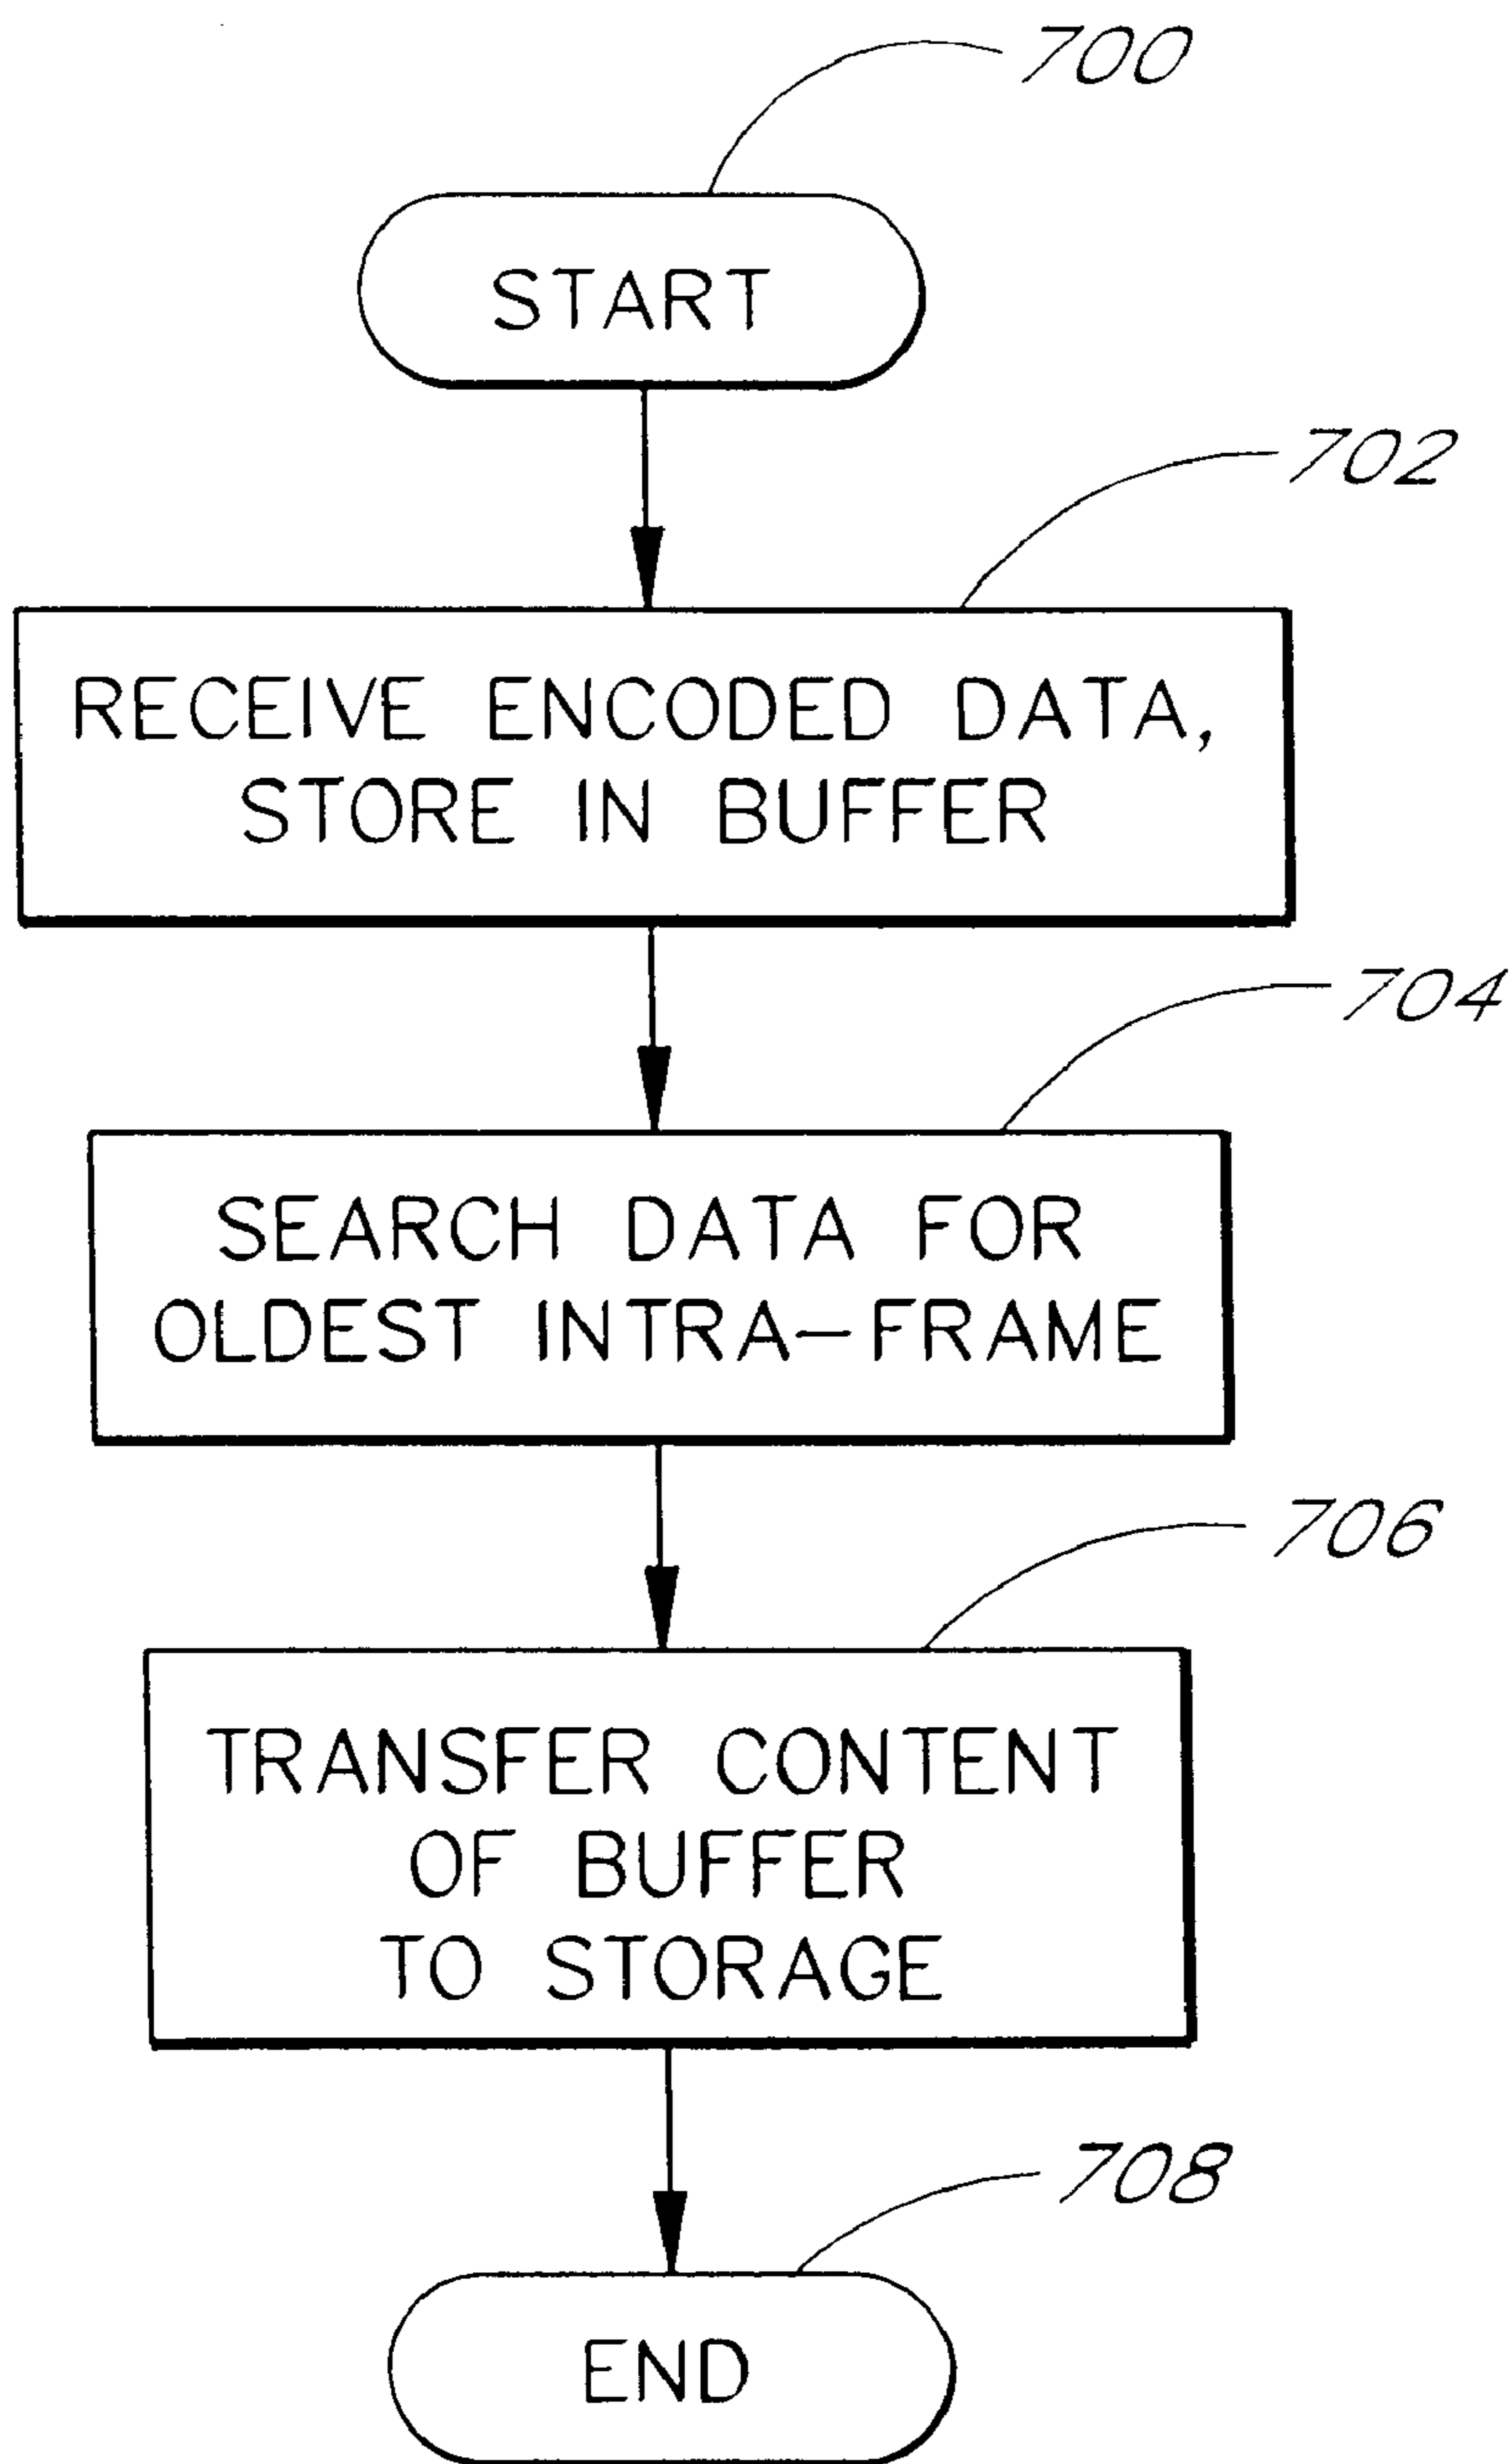 700
START
702
RECEIVE ENCODED DATA,
STORE IN BUFFER
704
SEARCH DATA FOR
OLDEST INTRA-FRAME
706
TRANSFER CONTENT
OF BUFFER
TO STORAGE
708
END